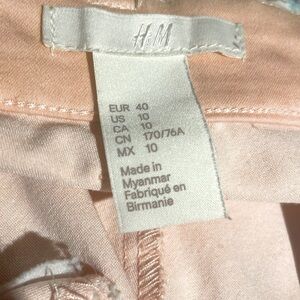 H&M
EUR 40
US 10
CA 10
CN 170/76A
MX 10
Made in
Myanmar
Fabriqué en
Birmanie